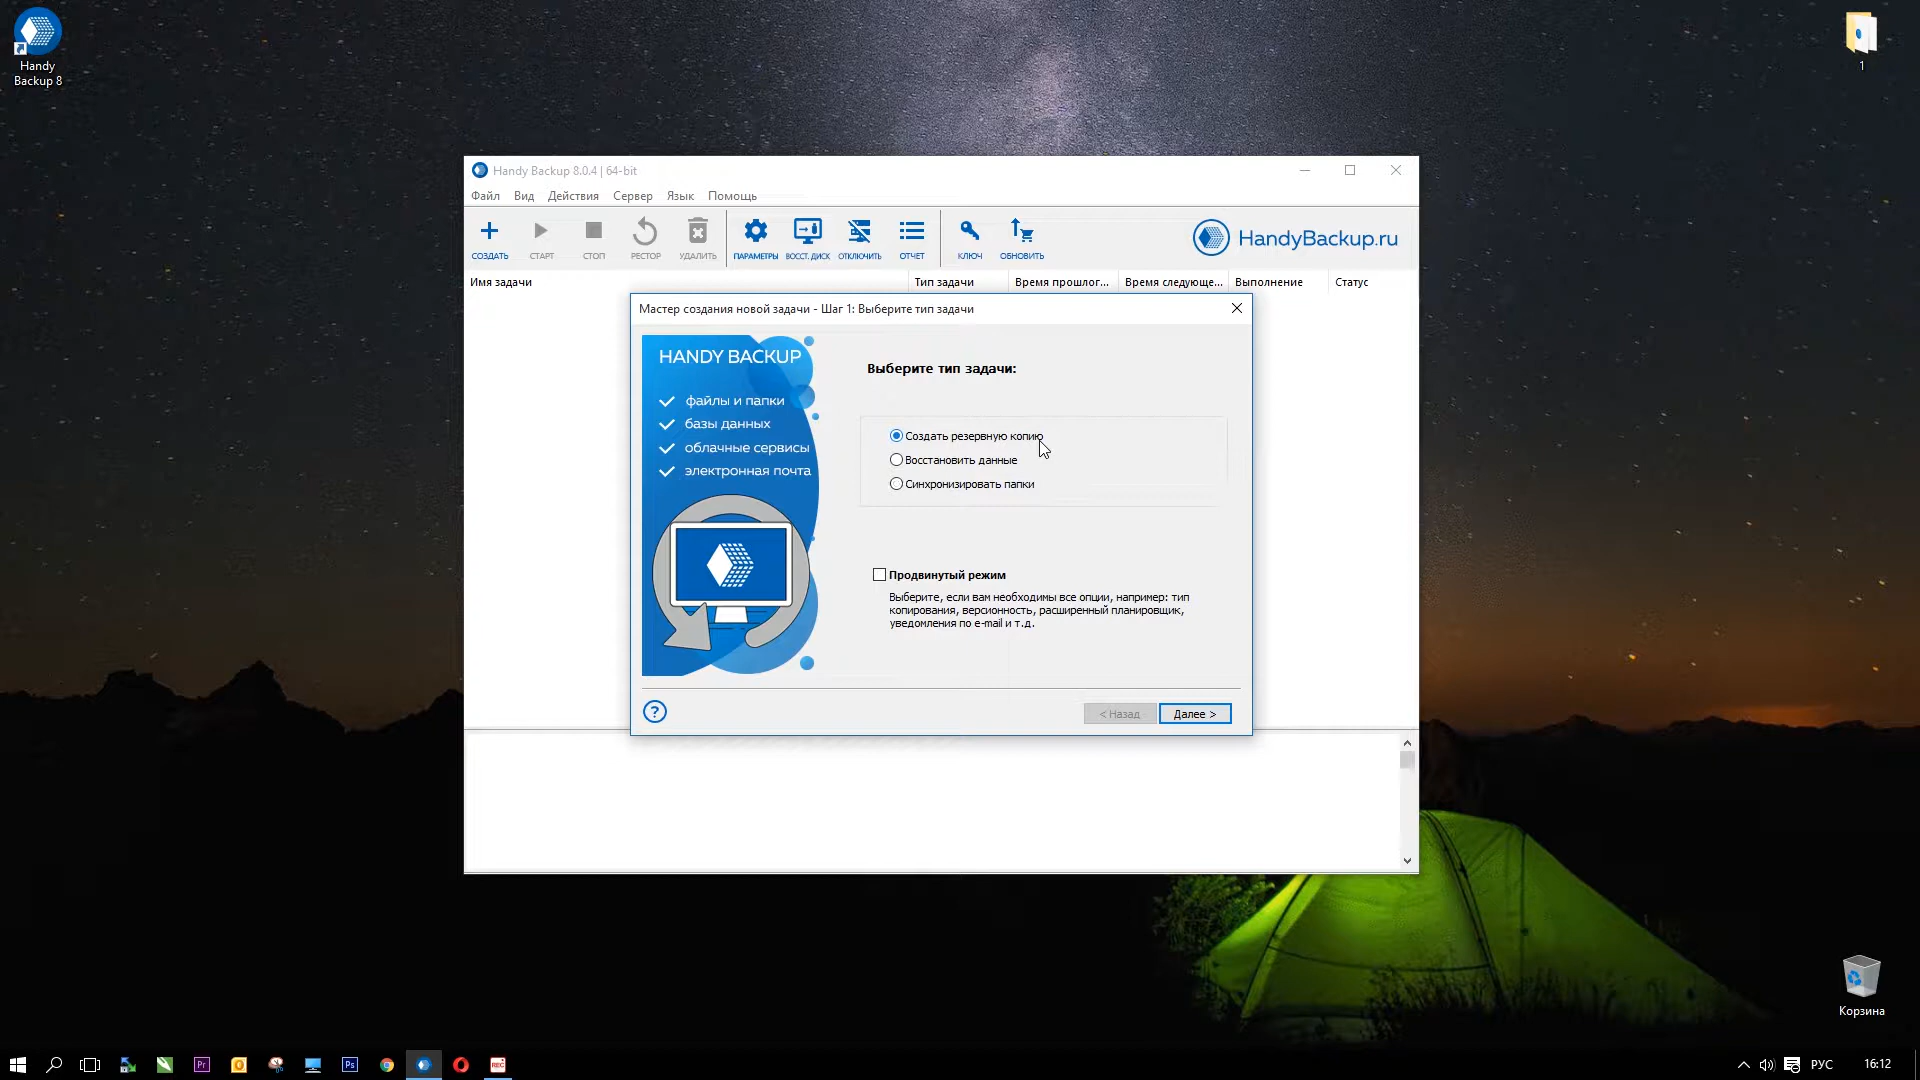 Handy
Backup 8
1
Handy Backup 8.0.4 | 64-bit
Файл Вид Действия Сервер Язык Помощь
СОЗДАТЬ СТАРТ СТОП РЕСТОР УДАЛИТЬ ПАРАМЕТРЫ ВОССТ. ДИСК ОТКЛЮЧИТЬ ОТЧЕТ КЛЮЧ ОБНОВИТЬ
HandyBackup.ru
Имя задачи Тип задачи Время прошлог... Время следующе... Выполнение Статус
Мастер создания новой задачи - Шаг 1: Выберите тип задачи
HANDY BACKUP
файлы и папки
базы данных
облачные сервисы
электронная почта
Выберите тип задачи:
Создать резервную копию
Восстановить данные
Синхронизировать папки
Продвинутый режим
Выберите, если вам необходимы все опции, например: тип
копирования, версионность, расширенный планировщик,
уведомления по e-mail и т.д.
?
< Назад Далее >
Корзина
Pr
Ps
REC
РУС
16:12